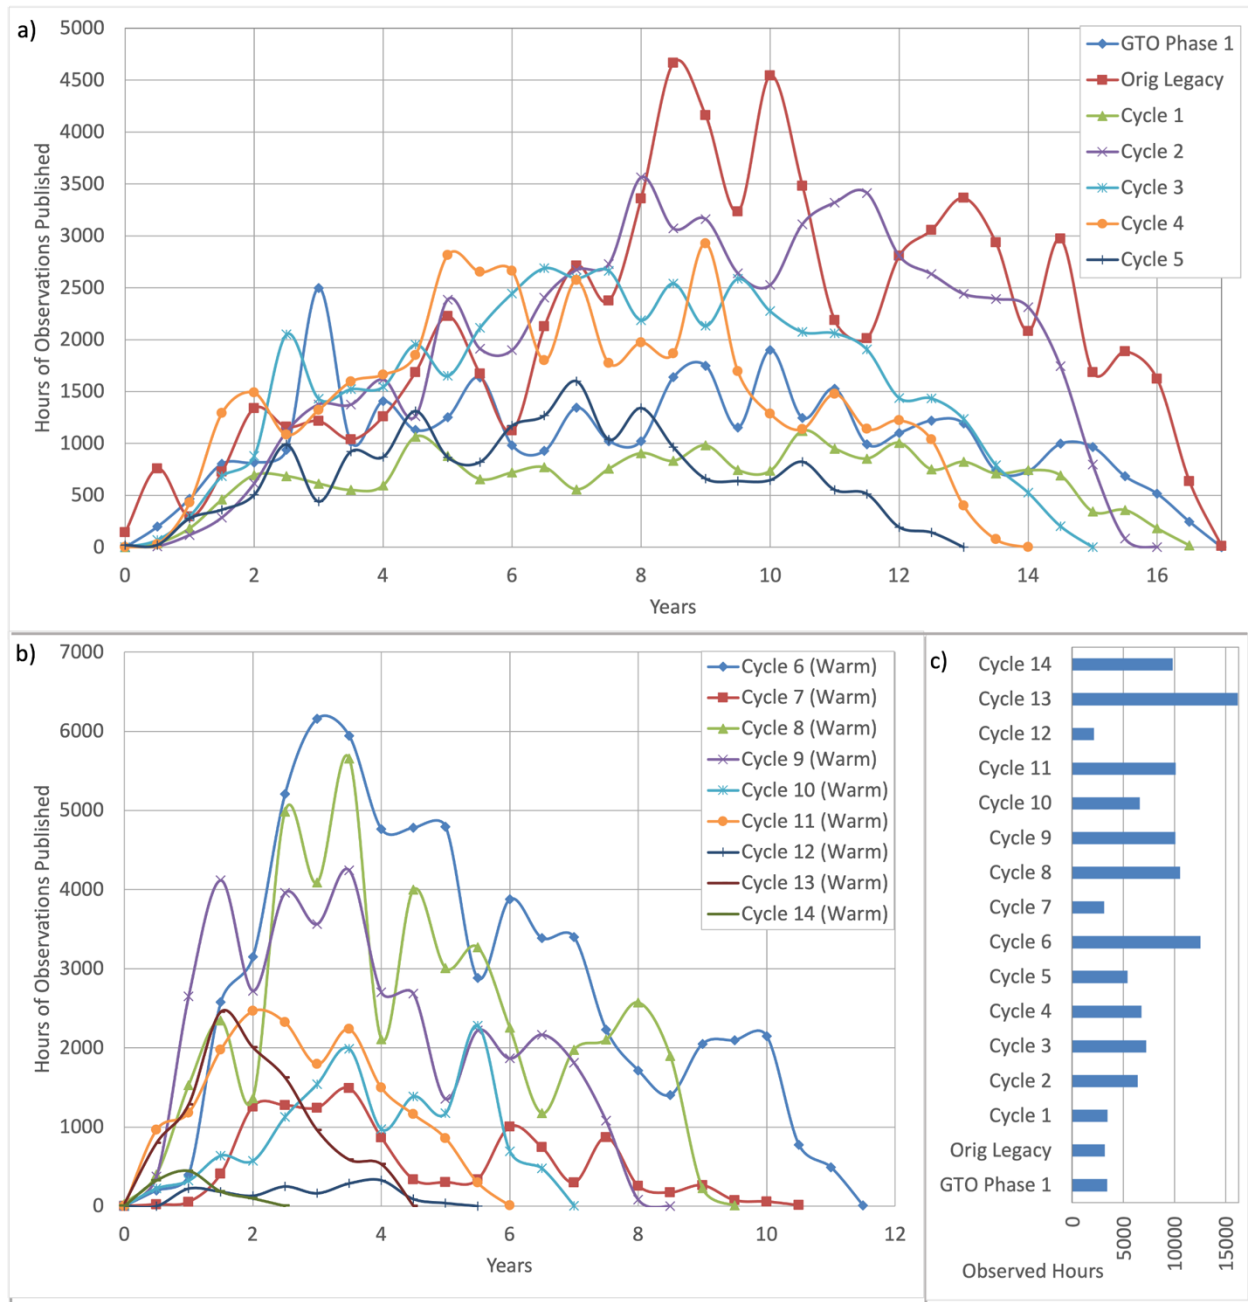 a)
5000
4500
4000
3500
3000
2500
2000
1500
1000
500
0
Hours of Observations Published
0 2 4 6 8 10 12 14 16
Years
GTO Phase 1
Orig Legacy
Cycle 1
Cycle 2
Cycle 3
Cycle 4
Cycle 5
b)
7000
6000
5000
4000
3000
2000
1000
0
Hours of Observations Published
0 2 4 6 8 10 12
Years
Cycle 6 (Warm)
Cycle 7 (Warm)
Cycle 8 (Warm)
Cycle 9 (Warm)
Cycle 10 (Warm)
Cycle 11 (Warm)
Cycle 12 (Warm)
Cycle 13 (Warm)
Cycle 14 (Warm)
c)
Cycle 14
Cycle 13
Cycle 12
Cycle 11
Cycle 10
Cycle 9
Cycle 8
Cycle 7
Cycle 6
Cycle 5
Cycle 4
Cycle 3
Cycle 2
Cycle 1
Orig Legacy
GTO Phase 1
0
5000
10000
15000
Observed Hours